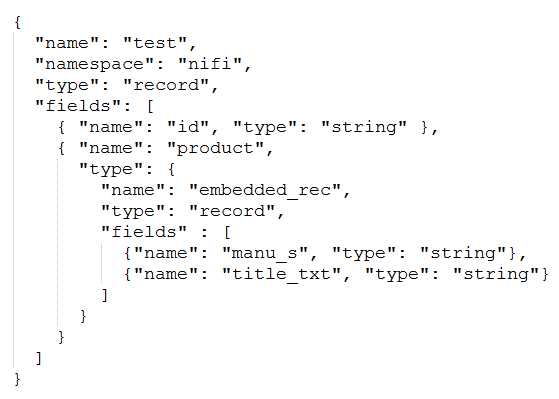 {
  "name": "test",
  "namespace": "nifi",
  "type": "record",
  "fields": [
    { "name": "id", "type": "string" },
    { "name": "product",
      "type": {
        "name": "embedded_rec",
        "type": "record",
        "fields" : [
          {"name": "manu_s", "type": "string"},
          {"name": "title_txt", "type": "string"}
        ]
      }
    }
  ]
}